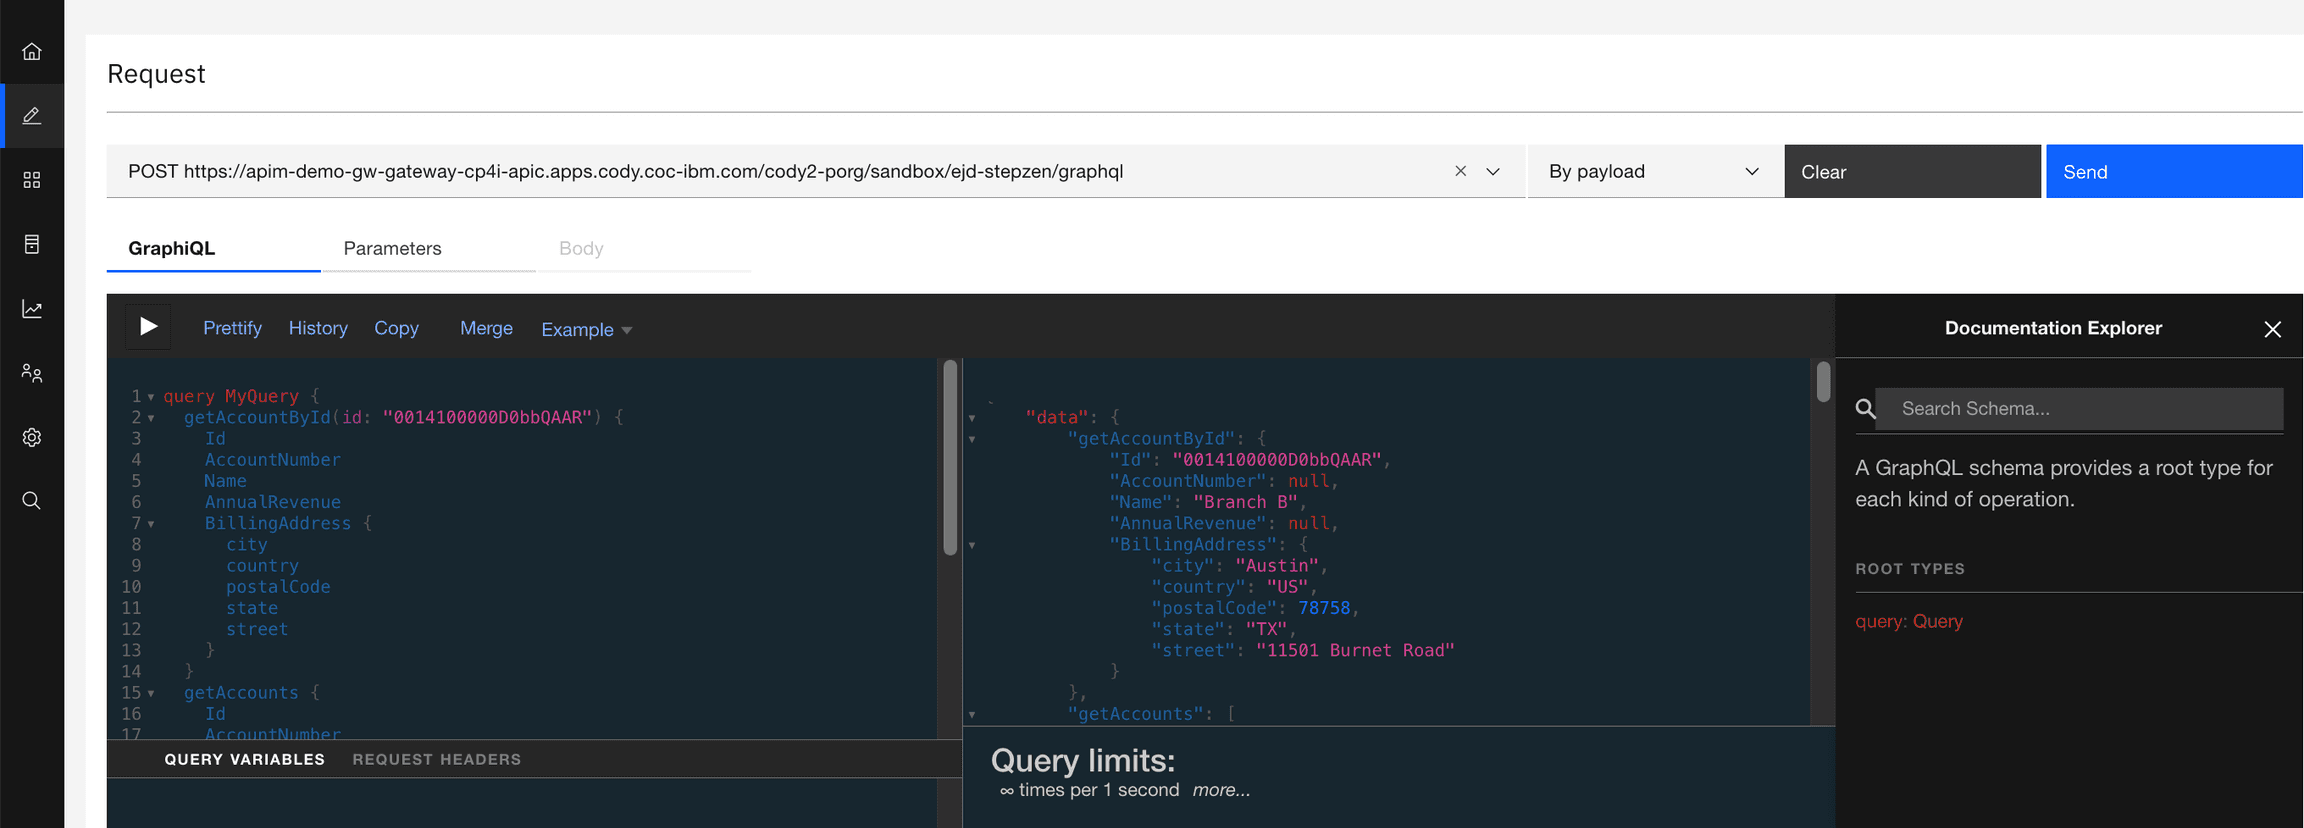 Request
POST https://apim-demo-gw-gateway-cp4i-apic.apps.cody.coc-ibm.com/cody2-porg/sandbox/ejd-stepzen/graphql
By payload
Clear
Send
GraphiQL
Parameters
Body
Prettify
History
Copy
Merge
Example
1 query MyQuery {
2 getAccountById(id: "0014100000D0bbQAAR") {
3 Id
4 AccountNumber
5 Name
6 AnnualRevenue
7 BillingAddress {
8 city
9 country
10 postalCode
11 state
12 street
13 }
14 }
15 getAccounts {
16 Id
17 AccountNumber
QUERY VARIABLES
REQUEST HEADERS
"data": {
"getAccountById": {
"Id": "0014100000D0bbQAAR",
"AccountNumber": null,
"Name": "Branch B",
"AnnualRevenue": null,
"BillingAddress": {
"city": "Austin",
"country": "US",
"postalCode": 78758,
"state": "TX",
"street": "11501 Burnet Road"
}
},
"getAccounts": [
Query limits:
∞ times per 1 second more...
Documentation Explorer
Search Schema...
A GraphQL schema provides a root type for
each kind of operation.
ROOT TYPES
query: Query